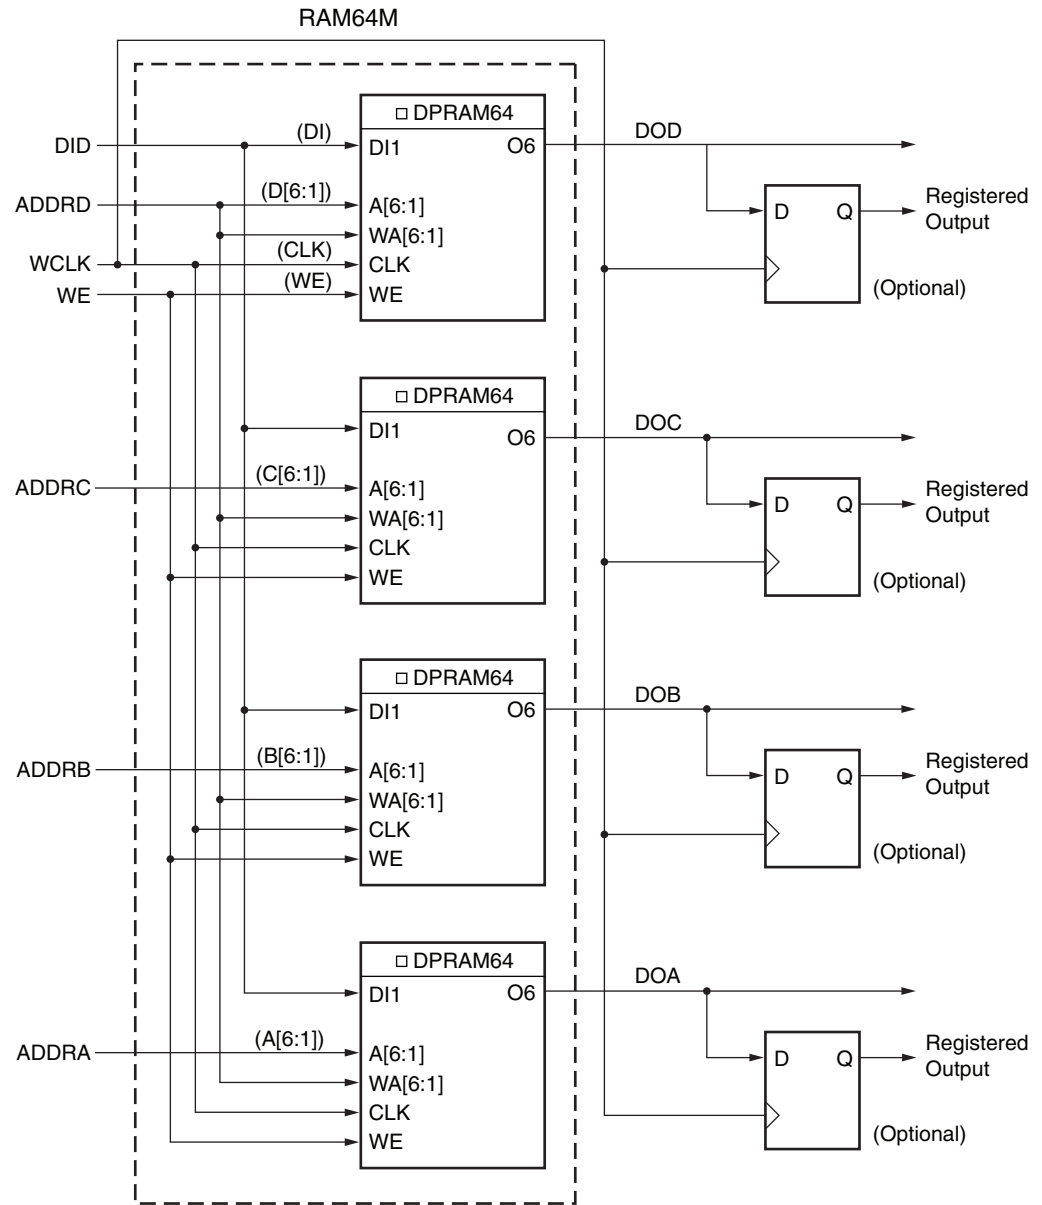 RAM64M
DPRAM64
DID
(DI)
DI1
O6
DOD
ADDRD
(D[6:1])
A[6:1]
D
Q
Registered
Output
WA[6:1]
WCLK
(CLK)
CLK
WE
(WE)
WE
(Optional)
DPRAM64
DI1
O6
DOC
ADDRC
(C[6:1])
A[6:1]
D
Q
Registered
Output
WA[6:1]
CLK
WE
(Optional)
DPRAM64
DI1
O6
DOB
ADDRB
(B[6:1])
A[6:1]
D
Q
Registered
Output
WA[6:1]
CLK
WE
(Optional)
DPRAM64
DI1
O6
DOA
ADDRA
(A[6:1])
A[6:1]
D
Q
Registered
Output
WA[6:1]
CLK
WE
(Optional)